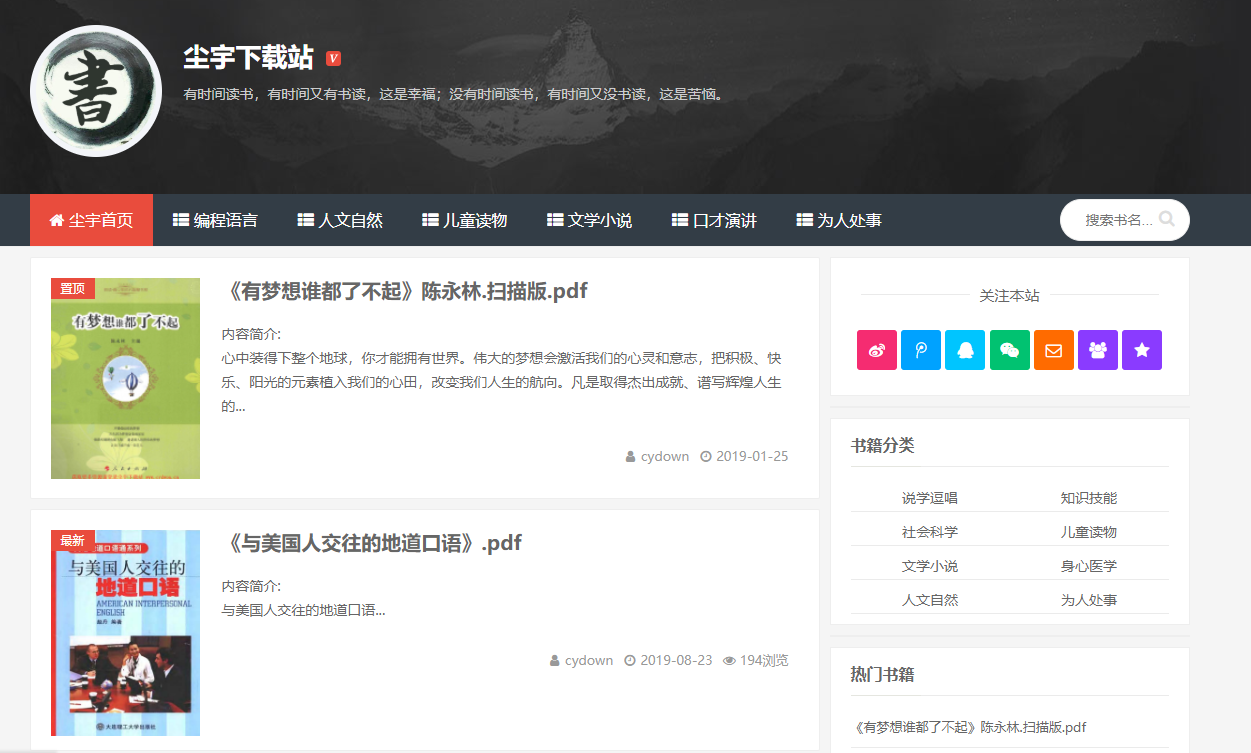 書
尘宇下载站 V
有时间读书，有时间又有书读，这是幸福；没有时间读书，有时间又没书读，这是苦恼。
尘宇首页 编程语言 人文自然 儿童读物 文学小说 口才演讲 为人处事 搜索书名...
置顶
有梦想谁都了不起
《有梦想谁都了不起》陈永林.扫描版.pdf
内容简介:
心中装得下整个地球，你才能拥有世界。伟大的梦想会激活我们的心灵和意志，把积极、快
乐、阳光的元素植入我们的心田，改变我们人生的航向。凡是取得杰出成就、谱写辉煌人生
的...
cydown 2019-01-25
最新
地道口语通系列
与美国人交往的
地道口语
AMERICAN INTERPERSONAL
ENGLISH
大连理工大学出版社
《与美国人交往的地道口语》.pdf
内容简介:
与美国人交往的地道口语...
cydown 2019-08-23 194浏览
关注本站
书籍分类
说学逗唱 知识技能
社会科学 儿童读物
文学小说 身心医学
人文自然 为人处事
热门书籍
《有梦想谁都了不起》陈永林.扫描版.pdf